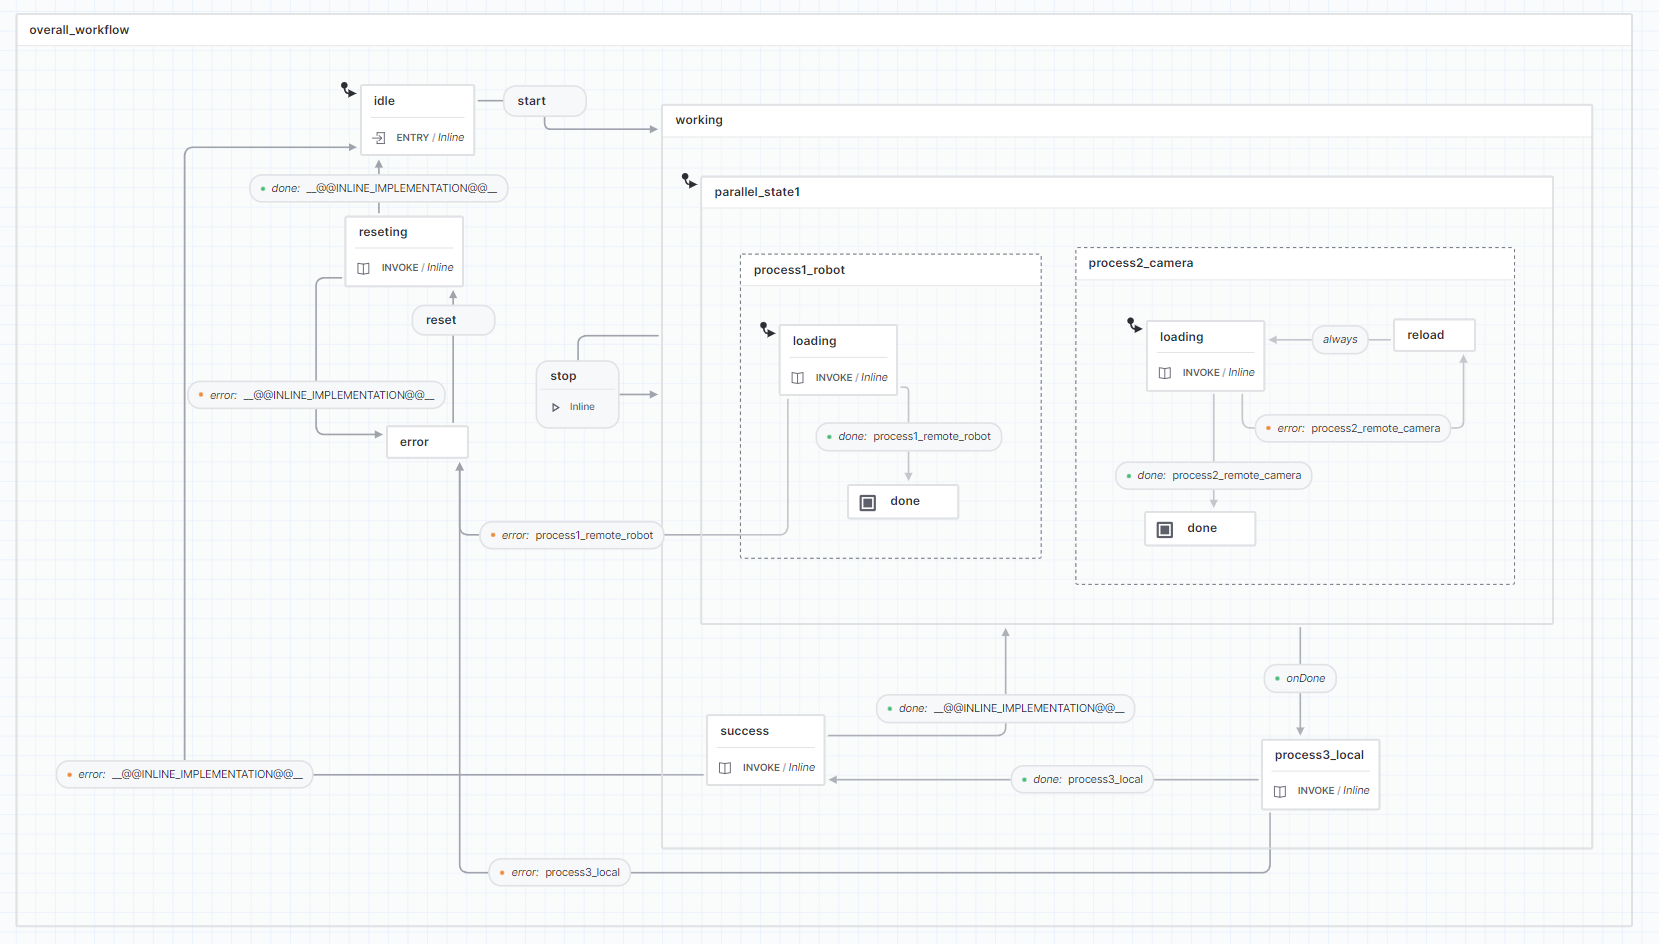 overall_workflow
idle
ENTRY / Inline
start
working
done: __@@INLINE_IMPLEMENTATION@@__
parallel_state1
reseting
INVOKE / Inline
reset
process1_robot
loading
INVOKE / Inline
done: process1_remote_robot
done
process2_camera
loading
INVOKE / Inline
always
reload
error: process2_remote_camera
done: process2_remote_camera
done
stop
Inline
error: __@@INLINE_IMPLEMENTATION@@__
error
error: process1_remote_robot
onDone
done: __@@INLINE_IMPLEMENTATION@@__
success
INVOKE / Inline
process3_local
INVOKE / Inline
done: process3_local
error: __@@INLINE_IMPLEMENTATION@@__
error: process3_local